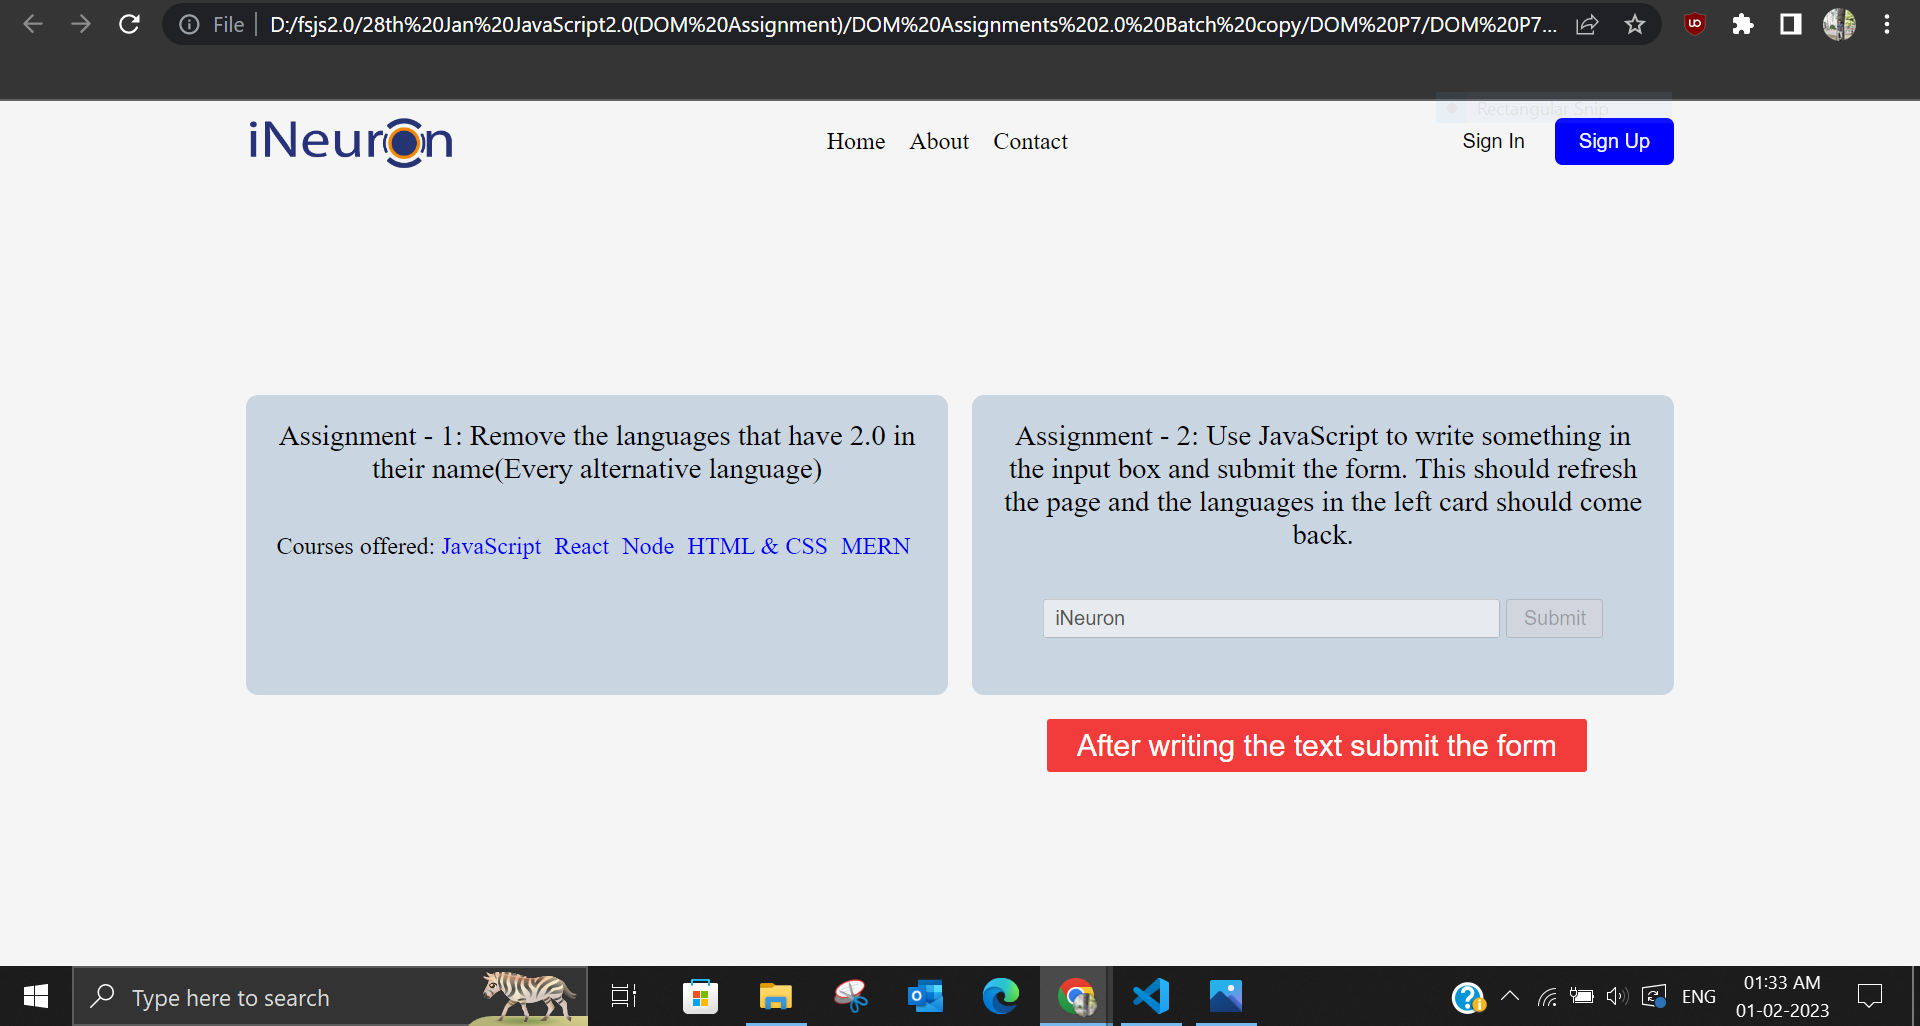 File
D:/fsjs2.0/28th%20Jan%20JavaScript2.0(DOM%20Assignment)/DOM%20Assignments%202.0%20Batch%20copy/DOM%20P7/DOM%20P7...
Rectangular Snip
iNeuron
Home About Contact
Sign In Sign Up
Assignment - 1: Remove the languages that have 2.0 in
their name(Every alternative language)
Courses offered: JavaScript React Node HTML & CSS MERN
Assignment - 2: Use JavaScript to write something in
the input box and submit the form. This should refresh
the page and the languages in the left card should come
back.
iNeuron Submit
After writing the text submit the form
Type here to search
ENG
01:33 AM
01-02-2023